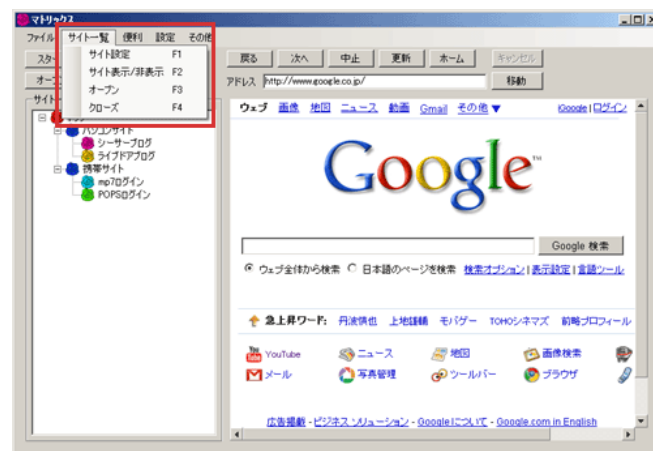 マトリックス
ファイル サイト一覧 便利 設定 その他
サイト設定 F1
サイト表示/非表示 F2
オープン F3
クローズ F4
戻る 次へ 中止 更新 ホーム キャンセル
アドレス http://www.google.co.jp/ 移動
サイト
パソコンサイト
シーサーブログ
ライブドアブログ
携帯サイト
mp7ログイン
POPSログイン
ウェブ 画像 地図 ニュース 動画 Gmail その他 ▼ iGoogle | ログイン
Google™
Google 検索
ウェブ全体から検索 日本語のページを検索 検索オプション | 表示設定 | 言語ツール
急上昇ワード: 丹波慎也 上地雄輔 モバゲー TOHOシネマズ 前略プロフィール
YouTube ニュース 地図 画像検索
メール 写真管理 ツールバー ブラウザ
広告掲載 - ビジネス ソリューション - Google について - Google.com in English